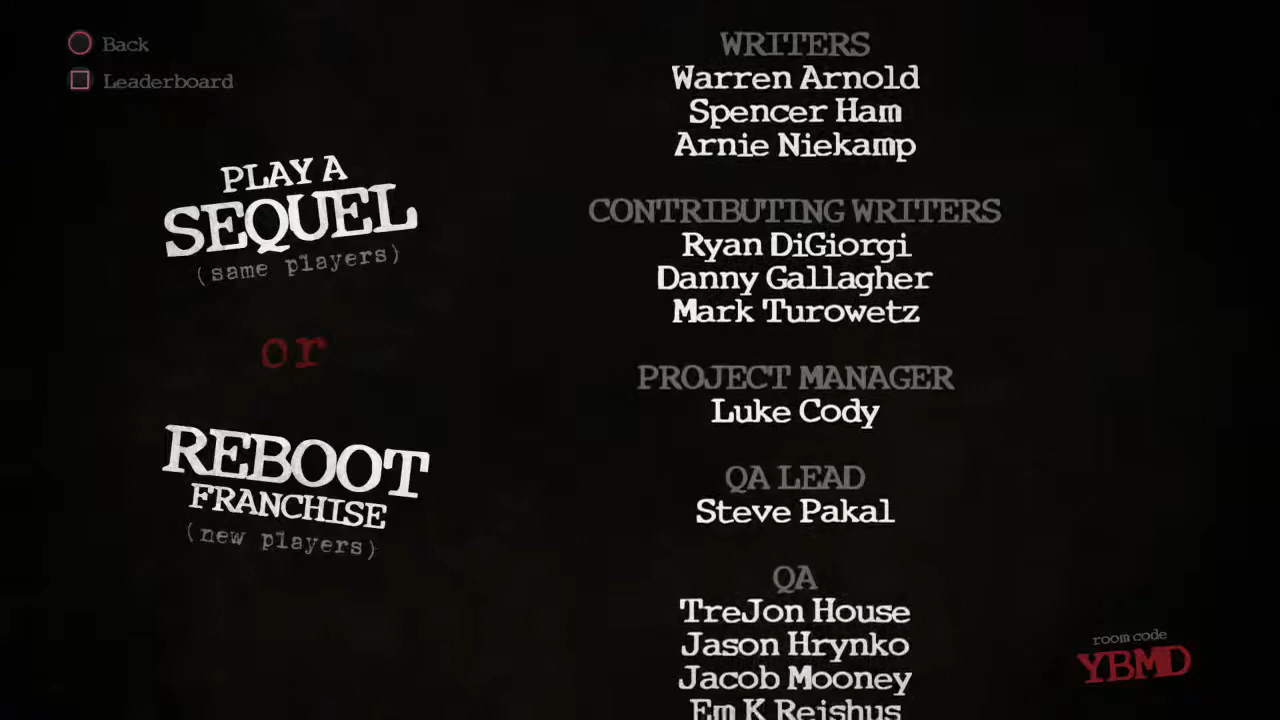 Back
Leaderboard
PLAY A
SEQUEL
(same players)
or
REBOOT
FRANCHISE
(new players)
WRITERS
Warren Arnold
Spencer Ham
Arnie Niekamp
CONTRIBUTING WRITERS
Ryan DiGiorgi
Danny Gallagher
Mark Turowetz
PROJECT MANAGER
Luke Cody
QA LEAD
Steve Pakal
QA
TreJon House
Jason Hrynko
Jacob Mooney
Em K Reishus
room code
YBMD